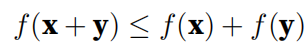 f(𝐱 + 𝐲) ≤ f(𝐱) + f(𝐲)